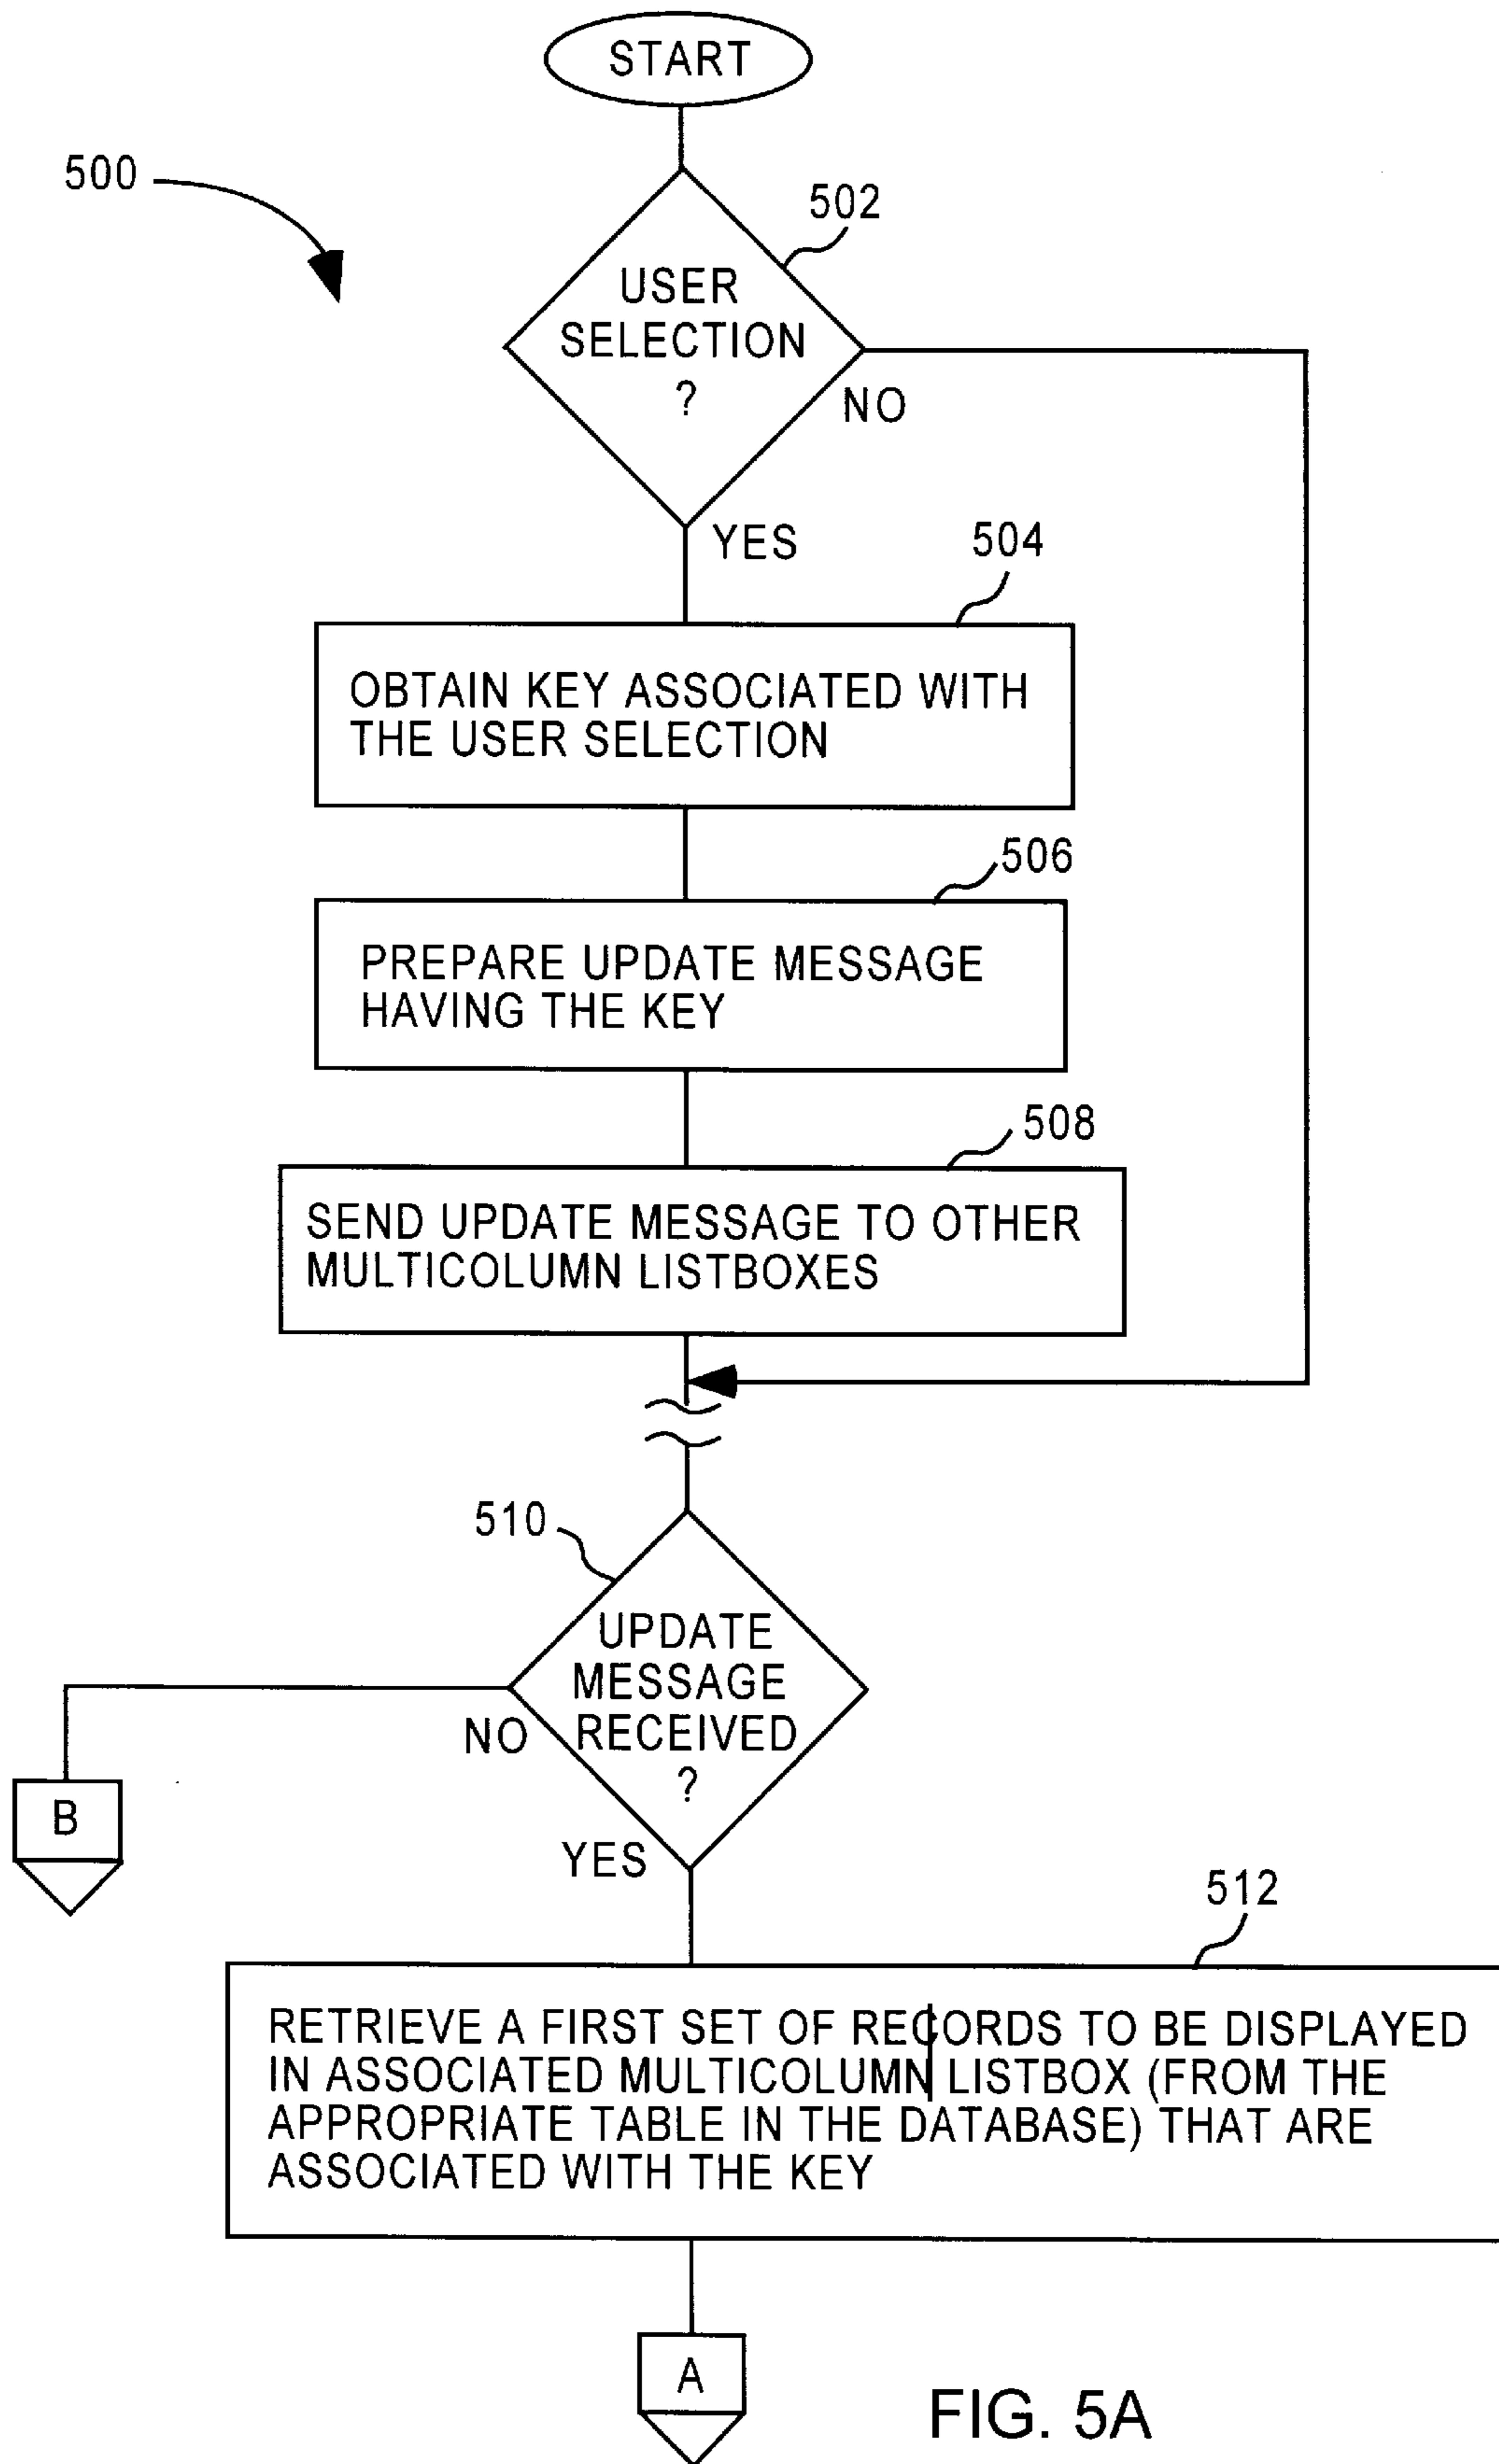 START
500
502
USER
SELECTION
?
NO
YES
504
OBTAIN KEY ASSOCIATED WITH
THE USER SELECTION
506
PREPARE UPDATE MESSAGE
HAVING THE KEY
508
SEND UPDATE MESSAGE TO OTHER
MULTICOLUMN LISTBOXES
510
UPDATE
MESSAGE
RECEIVED
?
NO
B
YES
512
RETRIEVE A FIRST SET OF RECORDS TO BE DISPLAYED
IN ASSOCIATED MULTICOLUMN LISTBOX (FROM THE
APPROPRIATE TABLE IN THE DATABASE) THAT ARE
ASSOCIATED WITH THE KEY
A
FIG. 5A